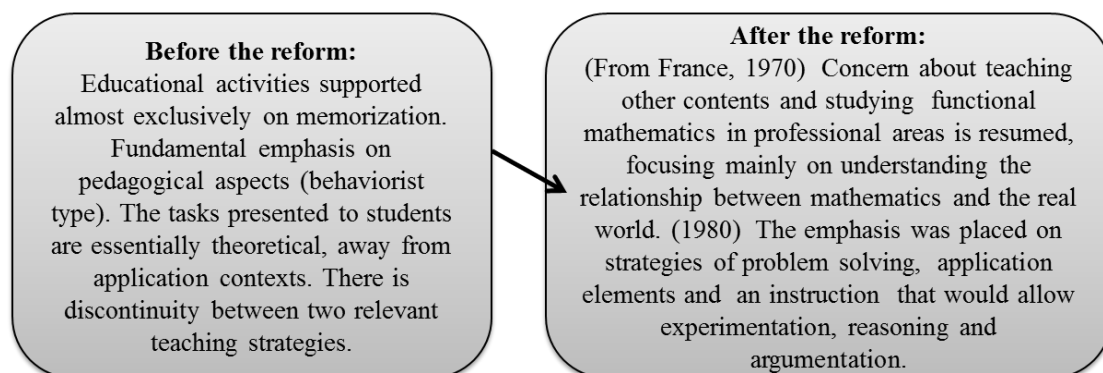 Before the reform:
Educational activities supported
almost exclusively on memorization.
Fundamental emphasis on
pedagogical aspects (behaviorist
type). The tasks presented to students
are essentially theoretical, away from
application contexts. There is
discontinuity between two relevant
teaching strategies.
After the reform:
(From France, 1970) Concern about teaching
other contents and studying functional
mathematics in professional areas is resumed,
focusing mainly on understanding the
relationship between mathematics and the real
world. (1980) The emphasis was placed on
strategies of problem solving, application
elements and an instruction that would allow
experimentation, reasoning and
argumentation.